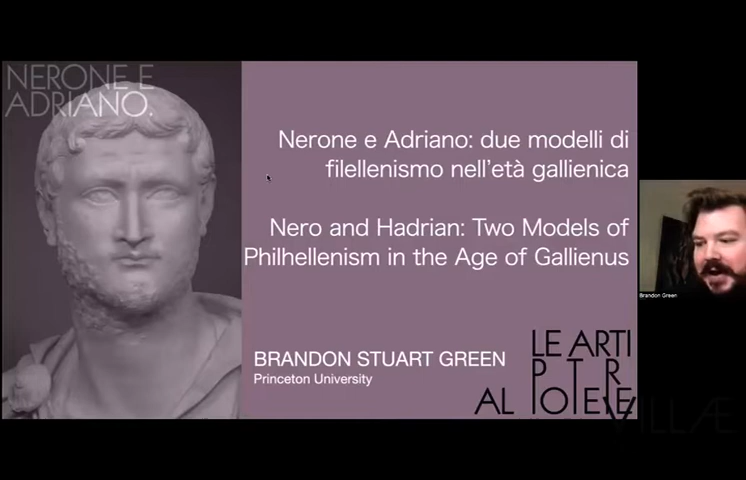 NERONE E
ADRIANO.
Nerone e Adriano: due modelli di
filellenismo nell'età gallienica
Nero and Hadrian: Two Models of
Philhellenism in the Age of Gallienus
BRANDON STUART GREEN
Princeton University
LE ARTI
AL POTERE
VILLÆ
Brandon Green